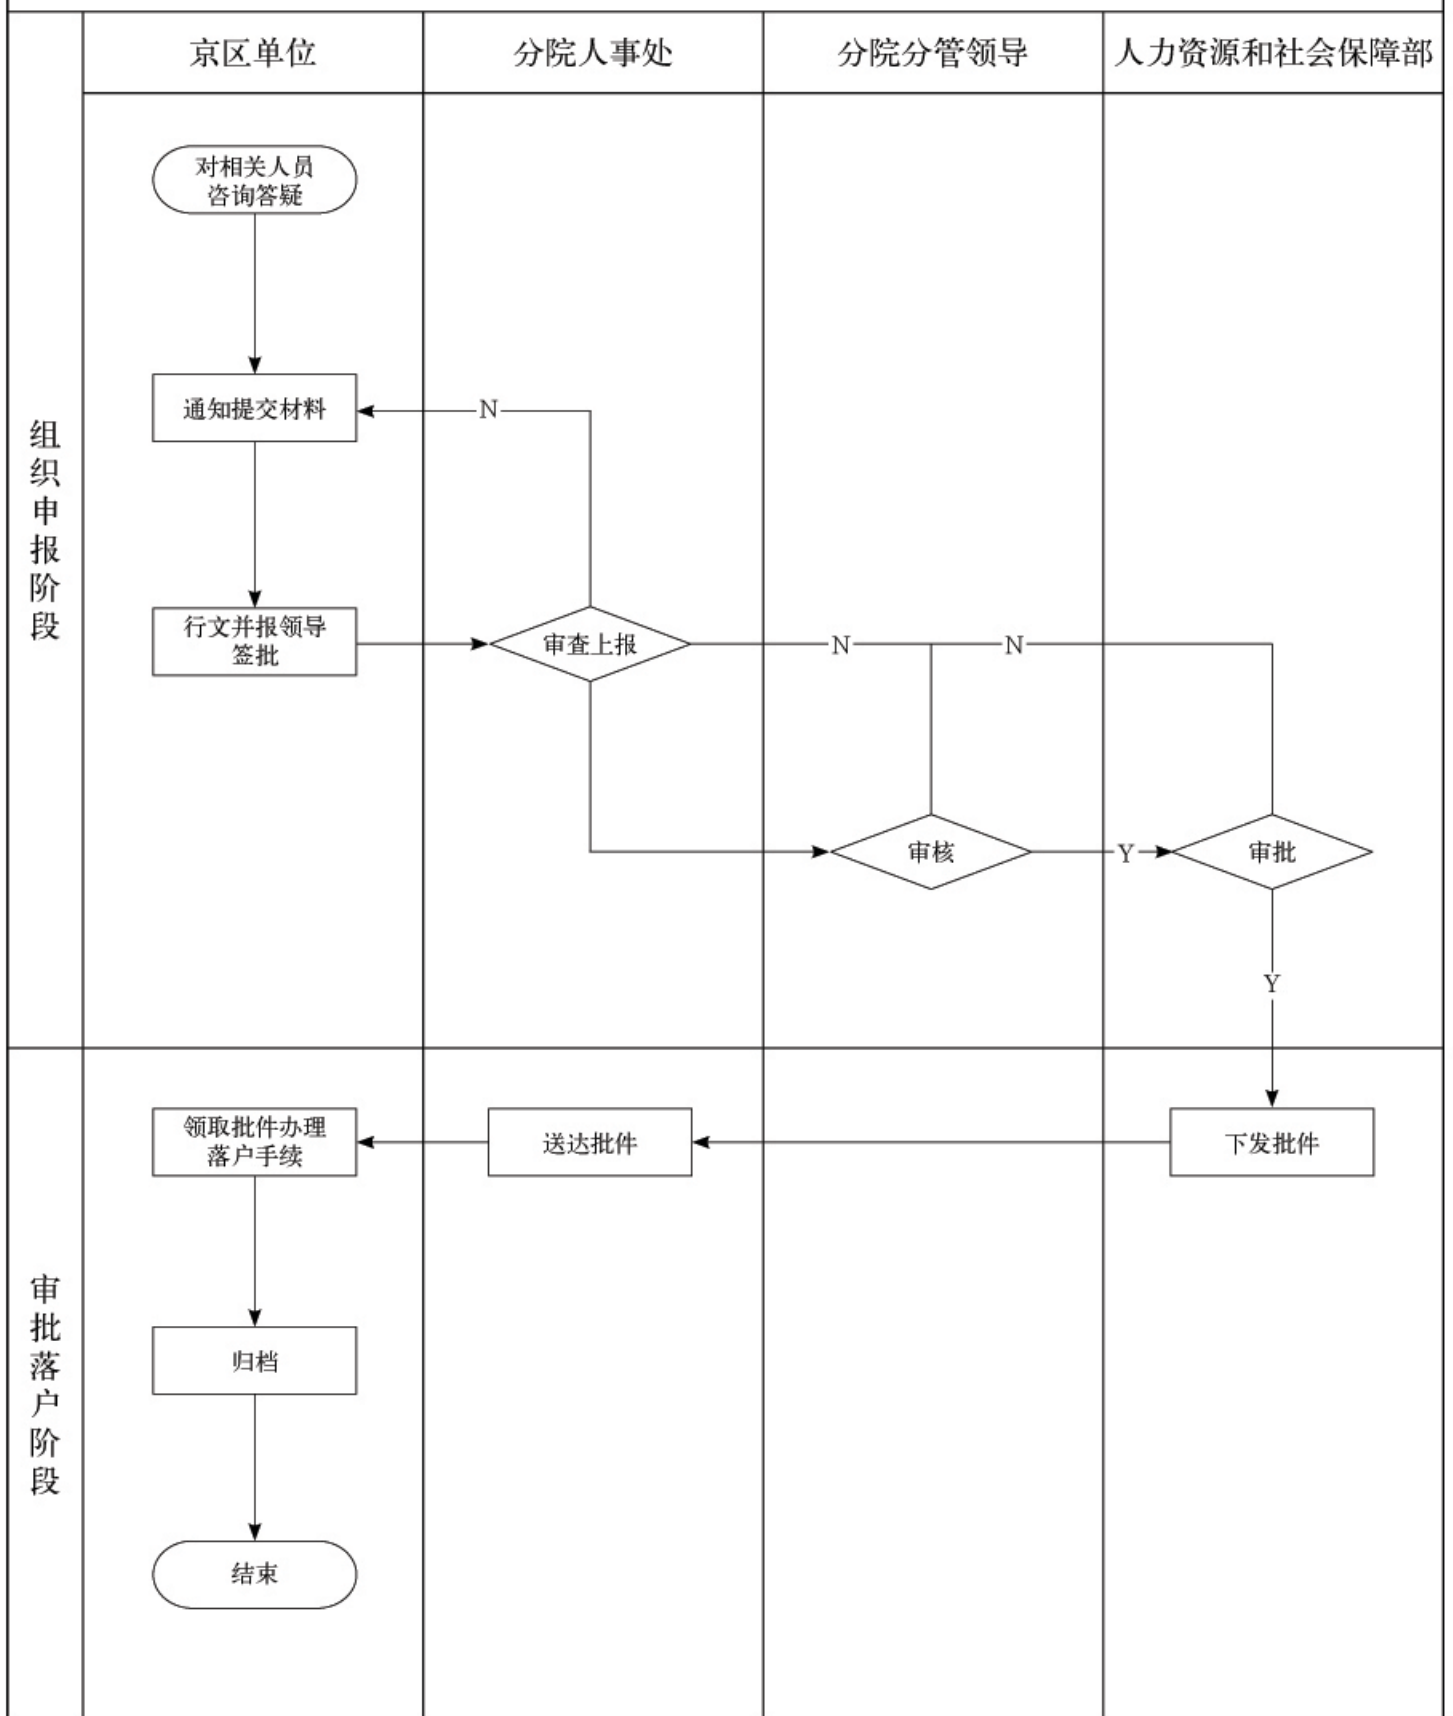 京区单位
分院人事处
分院分管领导
人力资源和社会保障部
组织申报阶段
对相关人员
咨询答疑
通知提交材料
N
行文并报领导
签批
审查上报
N
N
审核
Y
审批
Y
审批落户阶段
领取批件办理
落户手续
送达批件
下发批件
归档
结束